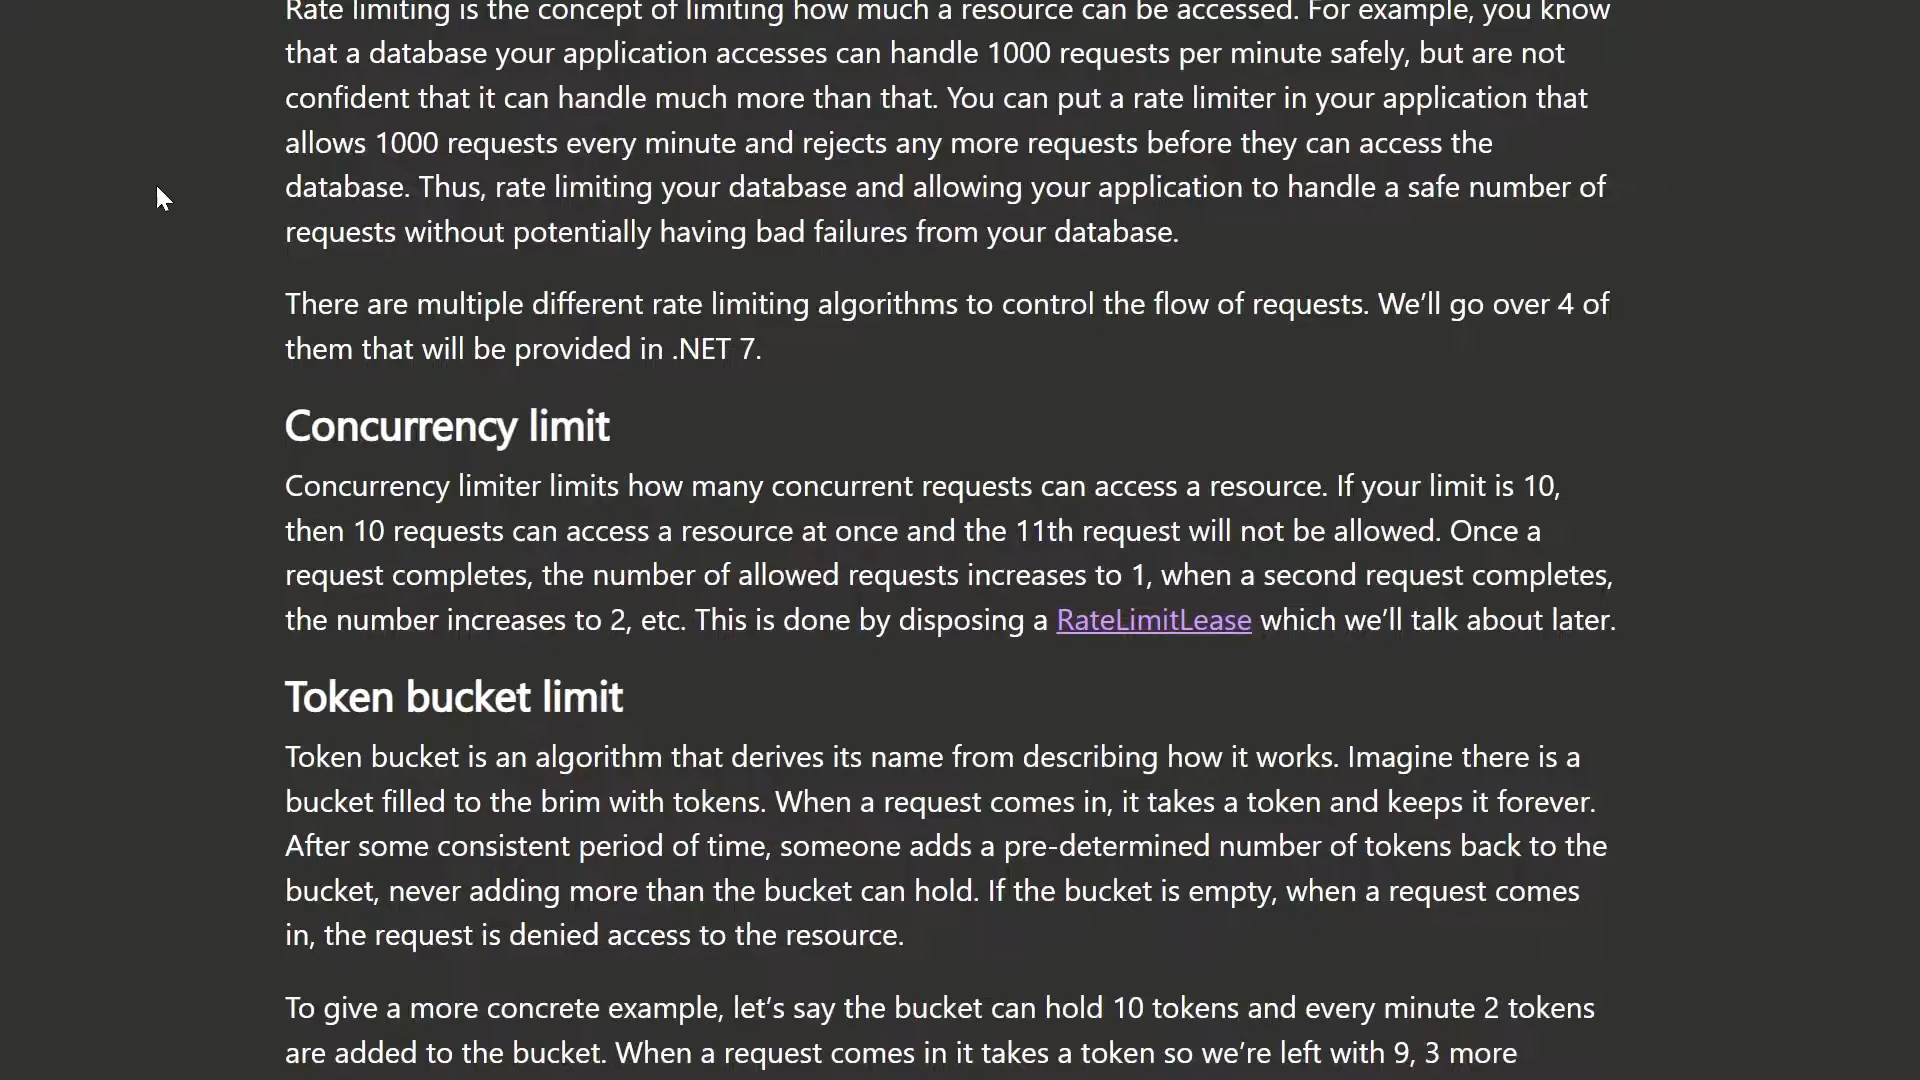 Rate limiting is the concept of limiting how much a resource can be accessed. For example, you know
that a database your application accesses can handle 1000 requests per minute safely, but are not
confident that it can handle much more than that. You can put a rate limiter in your application that
allows 1000 requests every minute and rejects any more requests before they can access the
database. Thus, rate limiting your database and allowing your application to handle a safe number of
requests without potentially having bad failures from your database.
There are multiple different rate limiting algorithms to control the flow of requests. We’ll go over 4 of
them that will be provided in .NET 7.
Concurrency limit
Concurrency limiter limits how many concurrent requests can access a resource. If your limit is 10,
then 10 requests can access a resource at once and the 11th request will not be allowed. Once a
request completes, the number of allowed requests increases to 1, when a second request completes,
the number increases to 2, etc. This is done by disposing a RateLimitLease which we’ll talk about later.
Token bucket limit
Token bucket is an algorithm that derives its name from describing how it works. Imagine there is a
bucket filled to the brim with tokens. When a request comes in, it takes a token and keeps it forever.
After some consistent period of time, someone adds a pre-determined number of tokens back to the
bucket, never adding more than the bucket can hold. If the bucket is empty, when a request comes
in, the request is denied access to the resource.
To give a more concrete example, let’s say the bucket can hold 10 tokens and every minute 2 tokens
are added to the bucket. When a request comes in it takes a token so we’re left with 9, 3 more